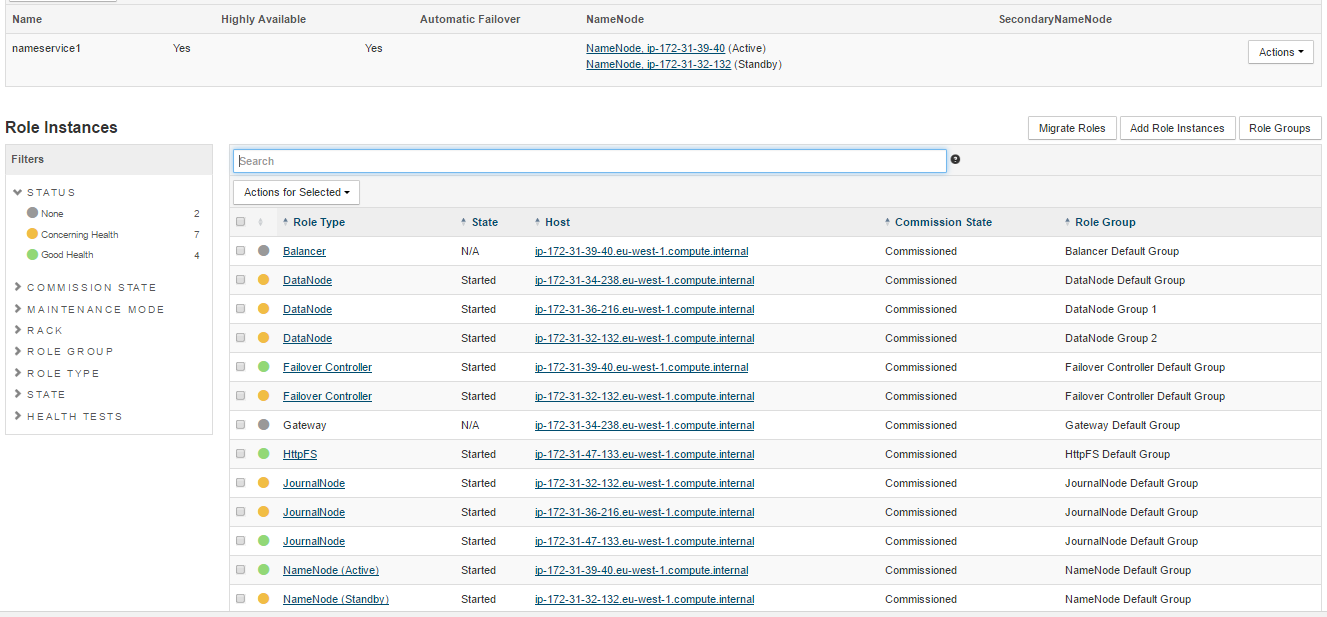 Name Highly Available Automatic Failover NameNode SecondaryNameNode
nameservice1 Yes Yes NameNode, ip-172-31-39-40 (Active)
NameNode, ip-172-31-32-132 (Standby)
Actions
Role Instances
Migrate Roles Add Role Instances Role Groups
Filters
STATUS
None 2
Concerning Health 7
Good Health 4
COMMISSION STATE
MAINTENANCE MODE
RACK
ROLE GROUP
ROLE TYPE
STATE
HEALTH TESTS
Search ?
Actions for Selected
Role Type State Host Commission State Role Group
Balancer N/A ip-172-31-39-40.eu-west-1.compute.internal Commissioned Balancer Default Group
DataNode Started ip-172-31-34-238.eu-west-1.compute.internal Commissioned DataNode Default Group
DataNode Started ip-172-31-36-216.eu-west-1.compute.internal Commissioned DataNode Group 1
DataNode Started ip-172-31-32-132.eu-west-1.compute.internal Commissioned DataNode Group 2
Failover Controller Started ip-172-31-39-40.eu-west-1.compute.internal Commissioned Failover Controller Default Group
Failover Controller Started ip-172-31-32-132.eu-west-1.compute.internal Commissioned Failover Controller Default Group
Gateway N/A ip-172-31-34-238.eu-west-1.compute.internal Commissioned Gateway Default Group
HttpFS Started ip-172-31-47-133.eu-west-1.compute.internal Commissioned HttpFS Default Group
JournalNode Started ip-172-31-32-132.eu-west-1.compute.internal Commissioned JournalNode Default Group
JournalNode Started ip-172-31-36-216.eu-west-1.compute.internal Commissioned JournalNode Default Group
JournalNode Started ip-172-31-47-133.eu-west-1.compute.internal Commissioned JournalNode Default Group
NameNode (Active) Started ip-172-31-39-40.eu-west-1.compute.internal Commissioned NameNode Default Group
NameNode (Standby) Started ip-172-31-32-132.eu-west-1.compute.internal Commissioned NameNode Default Group